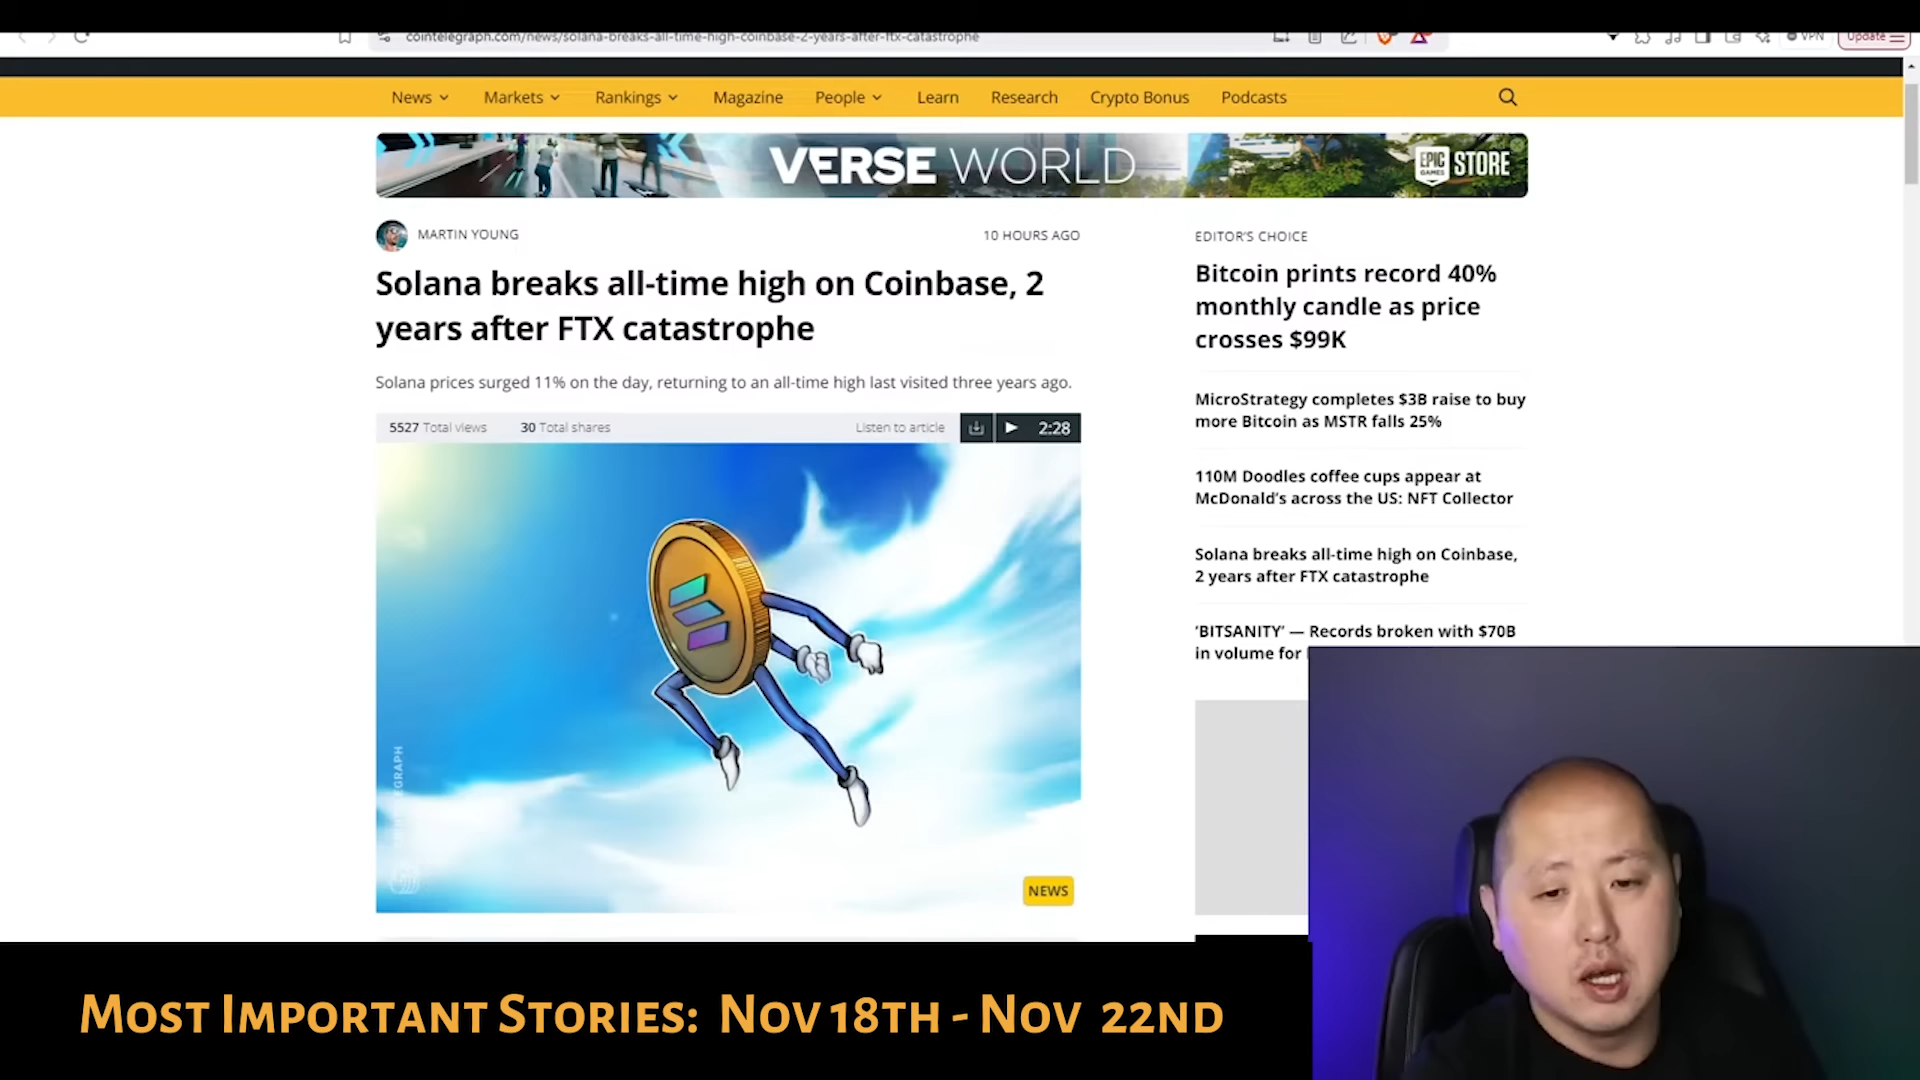 cointelegraph.com/news/solana-breaks-all-time-high-coinbase-2-years-after-ftx-catastrophe
VPN
Update
News
Markets
Rankings
Magazine
People
Learn
Research
Crypto Bonus
Podcasts
VERSE WORLD
EPIC GAMES STORE
MARTIN YOUNG
10 HOURS AGO
Solana breaks all-time high on Coinbase, 2
years after FTX catastrophe
Solana prices surged 11% on the day, returning to an all-time high last visited three years ago.
5527 Total views
30 Total shares
Listen to article
2:28
NEWS
EDITOR'S CHOICE
Bitcoin prints record 40%
monthly candle as price
crosses $99K
MicroStrategy completes $3B raise to buy
more Bitcoin as MSTR falls 25%
110M Doodles coffee cups appear at
McDonald's across the US: NFT Collector
Solana breaks all-time high on Coinbase,
2 years after FTX catastrophe
'BITSANITY' — Records broken with $70B
in volume for
Most Important Stories: Nov 18th - Nov 22nd